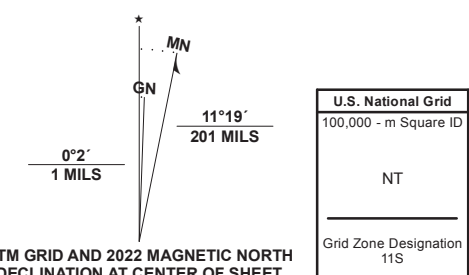 ★
MN
GN
11°19´
201 MILS
0°2´
1 MILS
TM GRID AND 2022 MAGNETIC NORTH
DECLINATION AT CENTER OF SHEET
U.S. National Grid
100,000 - m Square ID
NT
Grid Zone Designation
11S